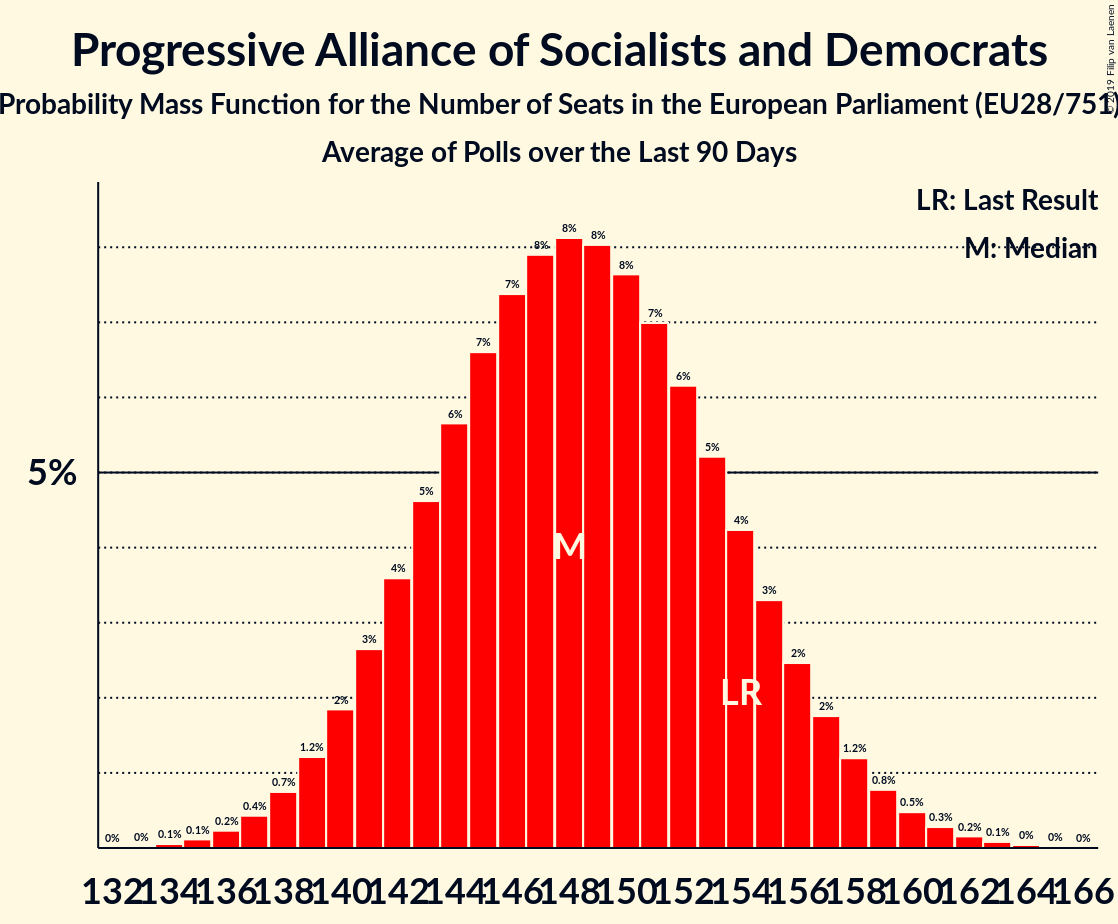 Progressive Alliance of Socialists and Democrats
Probability Mass Function for the Number of Seats in the European Parliament (EU28/751)
Average of Polls over the Last 90 Days
© 2019 Filip van Laenen
LR: Last Result
M: Median
5%
0% 0% 0.1% 0.1% 0.2% 0.4% 0.7% 1.2% 2% 3% 4% 5% 6% 7% 7% 8% 8% 8% 8% 7% 6% 5% 4% 3% 2% 2% 1.2% 0.8% 0.5% 0.3% 0.2% 0.1% 0% 0% 0%
M
LR
132 134 136 138 140 142 144 146 148 150 152 154 156 158 160 162 164 166